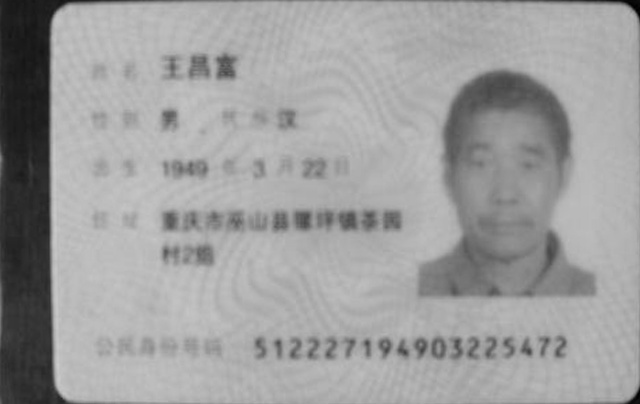 姓名 王昌富
性别 男 民族 汉
出生 1949 年 3 月 22 日
住址 重庆市巫山县骡坪镇茶园
村2组
公民身份号码 512227194903225472